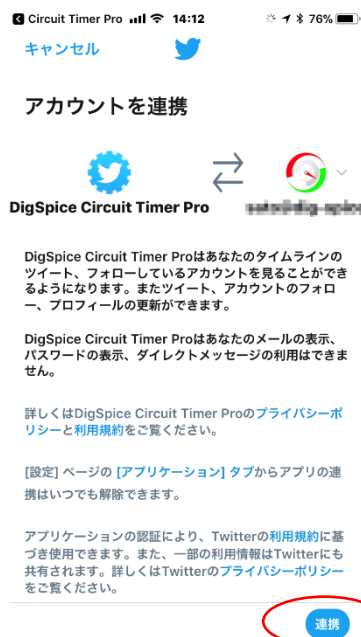 Circuit Timer Pro 14:12 76%
キャンセル
アカウントを連携
DigSpice Circuit Timer Pro
DigSpice Circuit Timer Proはあなたのタイムラインの
ツイート、フォローしているアカウントを見ることができ
るようになります。またツイート、アカウントのフォロ
ー、プロフィールの更新ができます。
DigSpice Circuit Timer Proはあなたのメールの表示、
パスワードの表示、ダイレクトメッセージの利用はできま
せん。
詳しくはDigSpice Circuit Timer Proのプライバシーポ
リシーと利用規約をご覧ください。
[設定] ページの [アプリケーション] タブからアプリの連
携はいつでも解除できます。
アプリケーションの認証により、Twitterの利用規約に基
づき使用できます。また、一部の利用情報はTwitterにも
共有されます。詳しくはTwitterのプライバシーポリシー
をご覧ください。
連携